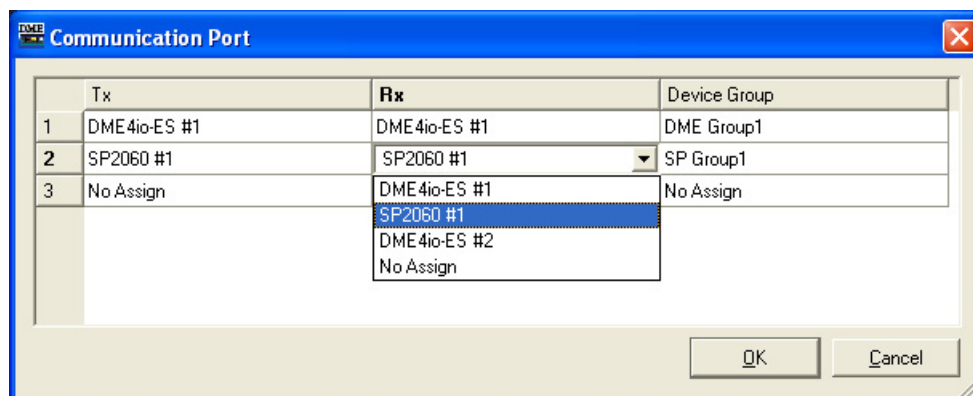 DME Communication Port
Tx Rx Device Group
1 DME4io-ES #1 DME4io-ES #1 DME Group1
2 SP2060 #1 SP2060 #1 SP Group1
3 No Assign DME4io-ES #1 No Assign
SP2060 #1
DME4io-ES #2
No Assign
OK Cancel